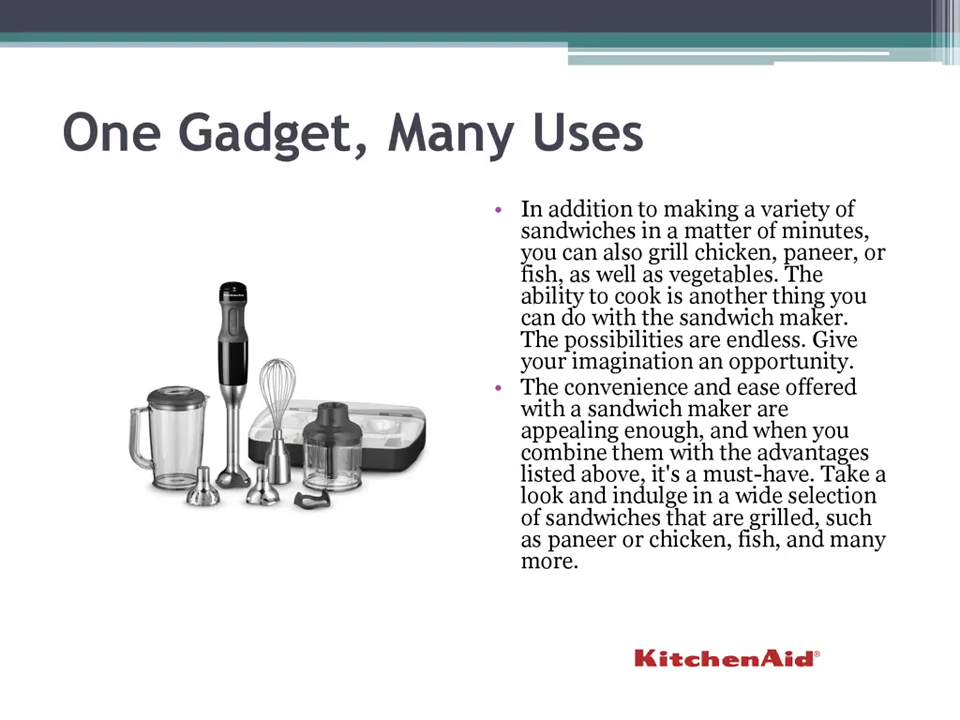 One Gadget, Many Uses
• In addition to making a variety of
sandwiches in a matter of minutes,
you can also grill chicken, paneer, or
fish, as well as vegetables. The
ability to cook is another thing you
can do with the sandwich maker.
The possibilities are endless. Give
your imagination an opportunity.
• The convenience and ease offered
with a sandwich maker are
appealing enough, and when you
combine them with the advantages
listed above, it's a must-have. Take a
look and indulge in a wide selection
of sandwiches that are grilled, such
as paneer or chicken, fish, and many
more.
KitchenAid
KitchenAid®